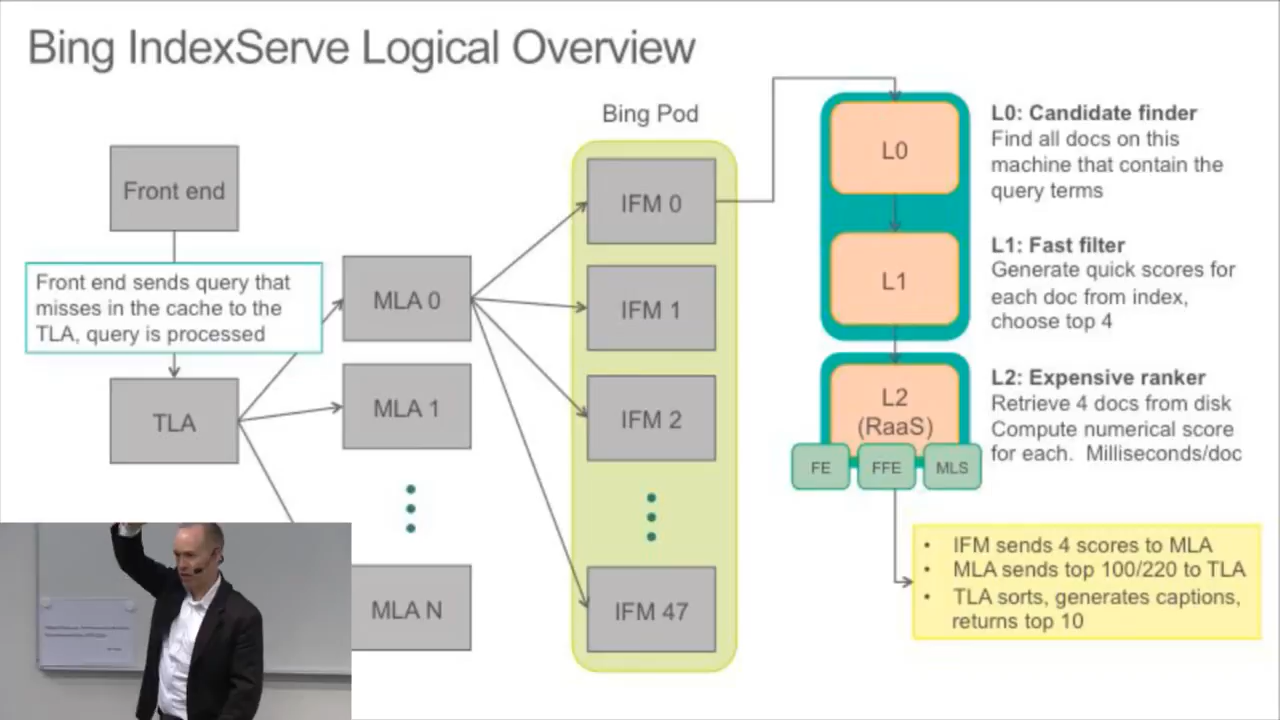 Bing IndexServe Logical Overview
Bing Pod
Front end
Front end sends query that
misses in the cache to the
TLA, query is processed
TLA
MLA 0
MLA 1
MLA N
IFM 0
IFM 1
IFM 2
IFM 47
L0
L1
L2
(RaaS)
FE
FFE
MLS
L0: Candidate finder
Find all docs on this
machine that contain the
query terms
L1: Fast filter
Generate quick scores for
each doc from index,
choose top 4
L2: Expensive ranker
Retrieve 4 docs from disk
Compute numerical score
for each. Milliseconds/doc
• IFM sends 4 scores to MLA
• MLA sends top 100/220 to TLA
• TLA sorts, generates captions,
returns top 10